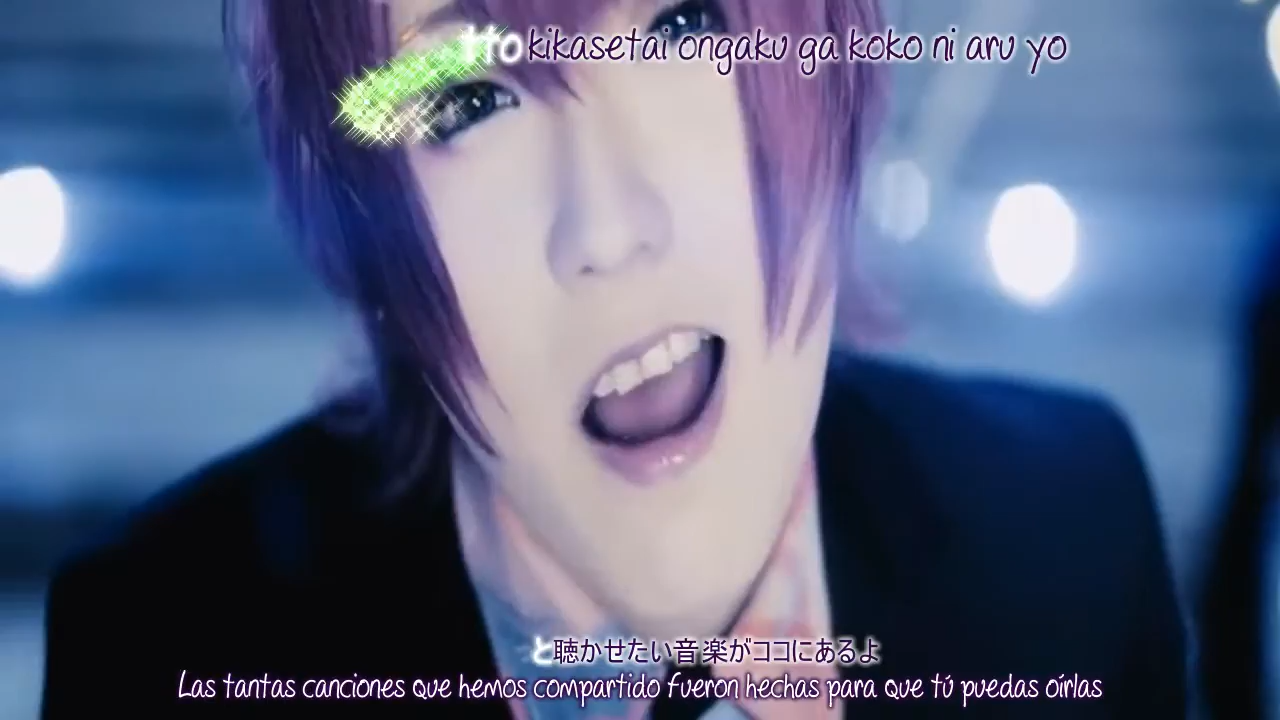 tto kikasetai ongaku ga koko ni aru yo
と聴かせたい音楽がココにあるよ
Las tantas canciones que hemos compartido fueron hechas para que tú puedas oírlas